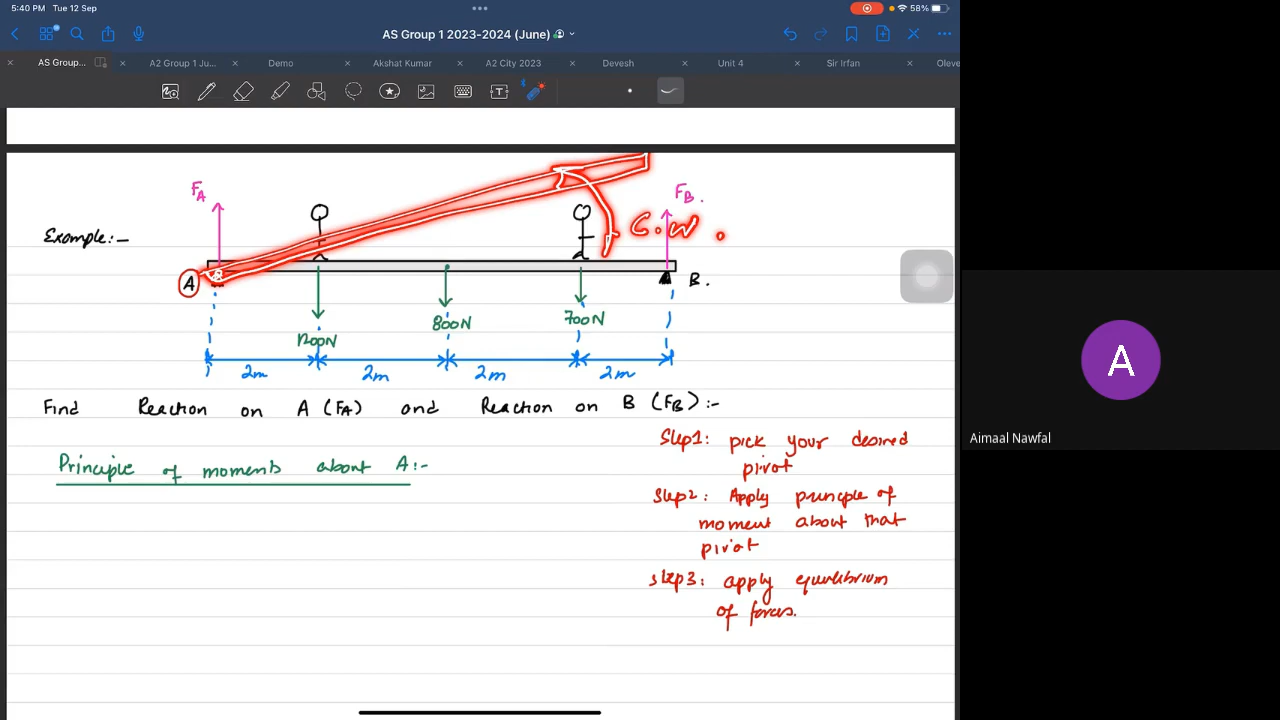 5:40 PM Tue 12 Sep
58%
AS Group 1 2023-2024 (June)
AS Group...
A2 Group 1 Ju...
Demo
Akshat Kumar
A2 City 2023
Devesh
Unit 4
Sir Irfan
Oleve
FA
FB.
C.W.
Example:-
A
B.
1200N
800N
700N
2m
2m
2m
2m
Find Reaction on A (FA) and Reaction on B (FB):-
Step1: pick your desired
pivot
Principle of moments about A:-
Step2: Apply principle of
moment about that
pivot
Step3: apply equilibrium
of forces.
A
Aimaal Nawfal